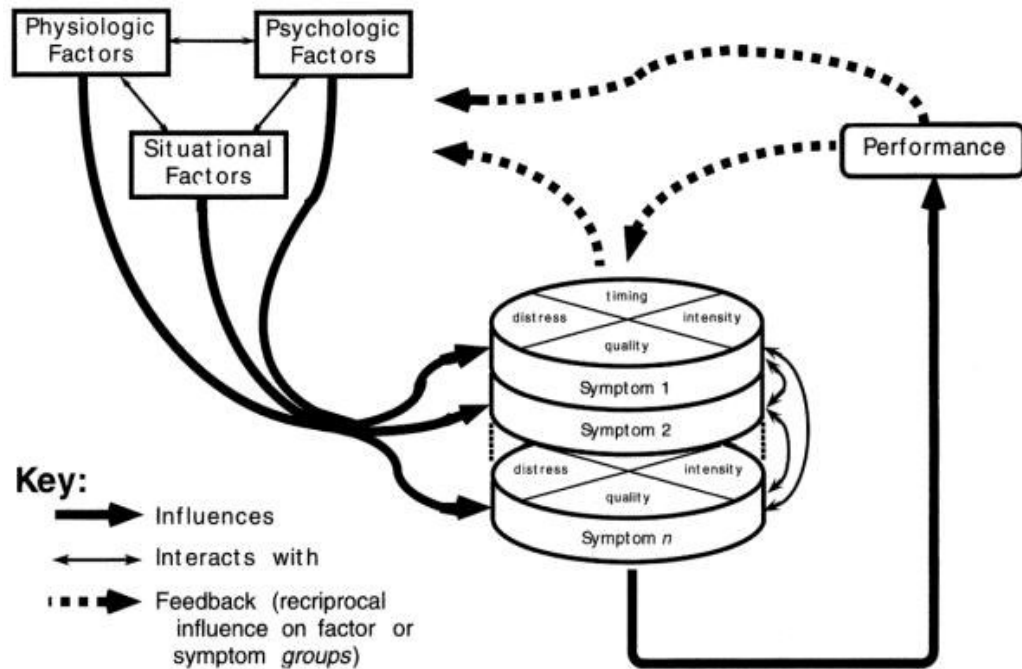 Physiologic
Factors
Psychologic
Factors
Situational
Factors
Performance
timing
distress
intensity
quality
Symptom 1
Symptom 2
distress
intensity
quality
Symptom n
Key:
Influences
Interacts with
Feedback (recriprocal
influence on factor or
symptom groups)